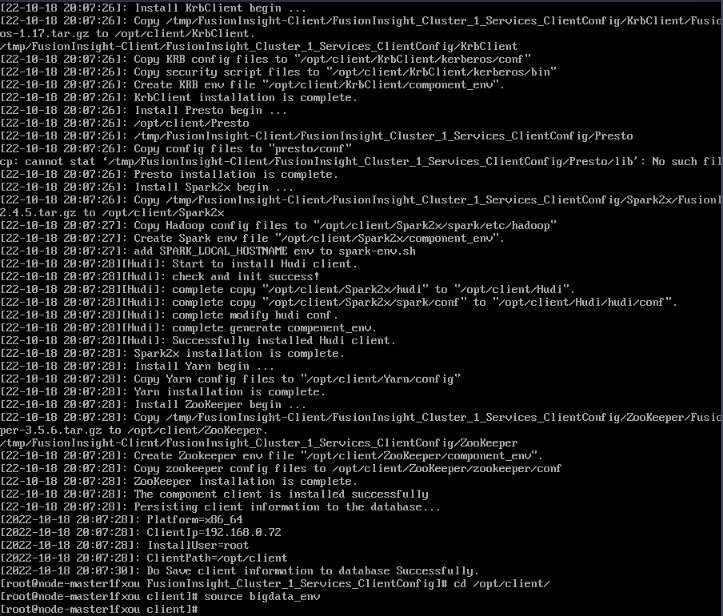 [22-10-18 20:07:26]: Install KrbClient begin ...
[22-10-18 20:07:26]: Copy /tmp/FusionInsight-Client/FusionInsight_Cluster_1_Services_ClientConfig/KrbClient/Fusio
os-1.17.tar.gz to /opt/client/KrbClient.
/tmp/FusionInsight-Client/FusionInsight_Cluster_1_Services_ClientConfig/KrbClient
[22-10-18 20:07:26]: Copy KRB config files to "/opt/client/KrbClient/kerberos/conf"
[22-10-18 20:07:26]: Copy security script files to "/opt/client/KrbClient/kerberos/bin"
[22-10-18 20:07:26]: Create KRB env file "/opt/client/KrbClient/component_env".
[22-10-18 20:07:26]: KrbClient installation is complete.
[22-10-18 20:07:26]: Install Presto begin ...
[22-10-18 20:07:26]: /opt/client/Presto
[22-10-18 20:07:26]: /tmp/FusionInsight-Client/FusionInsight_Cluster_1_Services_ClientConfig/Presto
[22-10-18 20:07:26]: Copy config files to "presto/conf"
cp: cannot stat ‘/tmp/FusionInsight-Client/FusionInsight_Cluster_1_Services_ClientConfig/Presto/lib’: No such fil
[22-10-18 20:07:26]: Presto installation is complete.
[22-10-18 20:07:26]: Install Spark2x begin ...
[22-10-18 20:07:26]: Copy /tmp/FusionInsight-Client/FusionInsight_Cluster_1_Services_ClientConfig/Spark2x/FusionI
2.4.5.tar.gz to /opt/client/Spark2x
[22-10-18 20:07:27]: Copy Hadoop config files to "/opt/client/Spark2x/spark/etc/hadoop"
[22-10-18 20:07:27]: Create Spark env file "/opt/client/Spark2x/component_env".
[22-10-18 20:07:27]: add SPARK_LOCAL_HOSTNAME env to spark-env.sh
[22-10-18 20:07:28][Hudi]: Start to install Hudi client.
[22-10-18 20:07:28][Hudi]: check and init success!
[22-10-18 20:07:28][Hudi]: complete copy "/opt/client/Spark2x/hudi" to "/opt/client/Hudi".
[22-10-18 20:07:28][Hudi]: complete copy "/opt/client/Spark2x/spark/conf" to "/opt/client/Hudi/hudi/conf".
[22-10-18 20:07:28][Hudi]: complete modify hudi conf.
[22-10-18 20:07:28][Hudi]: complete generate compenent_env.
[22-10-18 20:07:28][Hudi]: Successfully installed Hudi client.
[22-10-18 20:07:28]: Spark2x installation is complete.
[22-10-18 20:07:28]: Install Yarn begin ...
[22-10-18 20:07:28]: Copy Yarn config files to "/opt/client/Yarn/config"
[22-10-18 20:07:28]: Yarn installation is complete.
[22-10-18 20:07:28]: Install ZooKeeper begin ...
[22-10-18 20:07:28]: Copy /tmp/FusionInsight-Client/FusionInsight_Cluster_1_Services_ClientConfig/ZooKeeper/Fusio
per-3.5.6.tar.gz to /opt/client/ZooKeeper.
/tmp/FusionInsight-Client/FusionInsight_Cluster_1_Services_ClientConfig/ZooKeeper
[22-10-18 20:07:28]: Create Zookeeper env file "/opt/client/ZooKeeper/component_env".
[22-10-18 20:07:28]: Copy zookeeper config files to /opt/client/ZooKeeper/zookeeper/conf
[22-10-18 20:07:28]: ZooKeeper installation is complete.
[22-10-18 20:07:28]: The component client is installed successfully
[22-10-18 20:07:28]: Persisting client information to the database...
[2022-10-18 20:07:28]: Platform=x86_64
[2022-10-18 20:07:28]: ClientIp=192.168.0.72
[2022-10-18 20:07:28]: InstallUser=root
[2022-10-18 20:07:28]: ClientPath=/opt/client
[2022-10-18 20:07:30]: Do Save client information to database Successfully.
[root@node-master1fxou FusionInsight_Cluster_1_Services_ClientConfig]# cd /opt/client/
[root@node-master1fxou client]# source bigdata_env
[root@node-master1fxou client]#